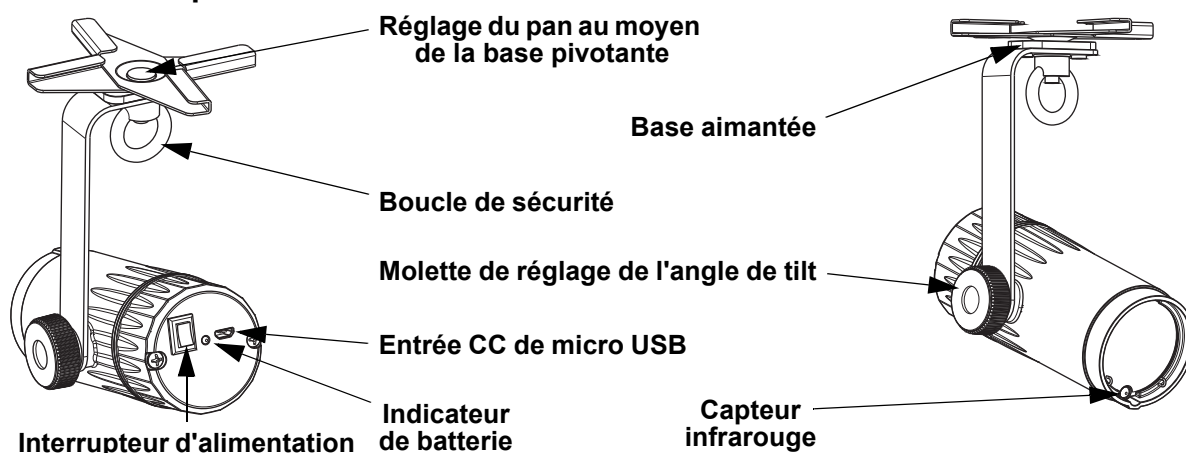 Réglage du pan au moyen
de la base pivotante
Base aimantée
Boucle de sécurité
Molette de réglage de l'angle de tilt
Entrée CC de micro USB
Indicateur
de batterie
Capteur
infrarouge
Interrupteur d'alimentation